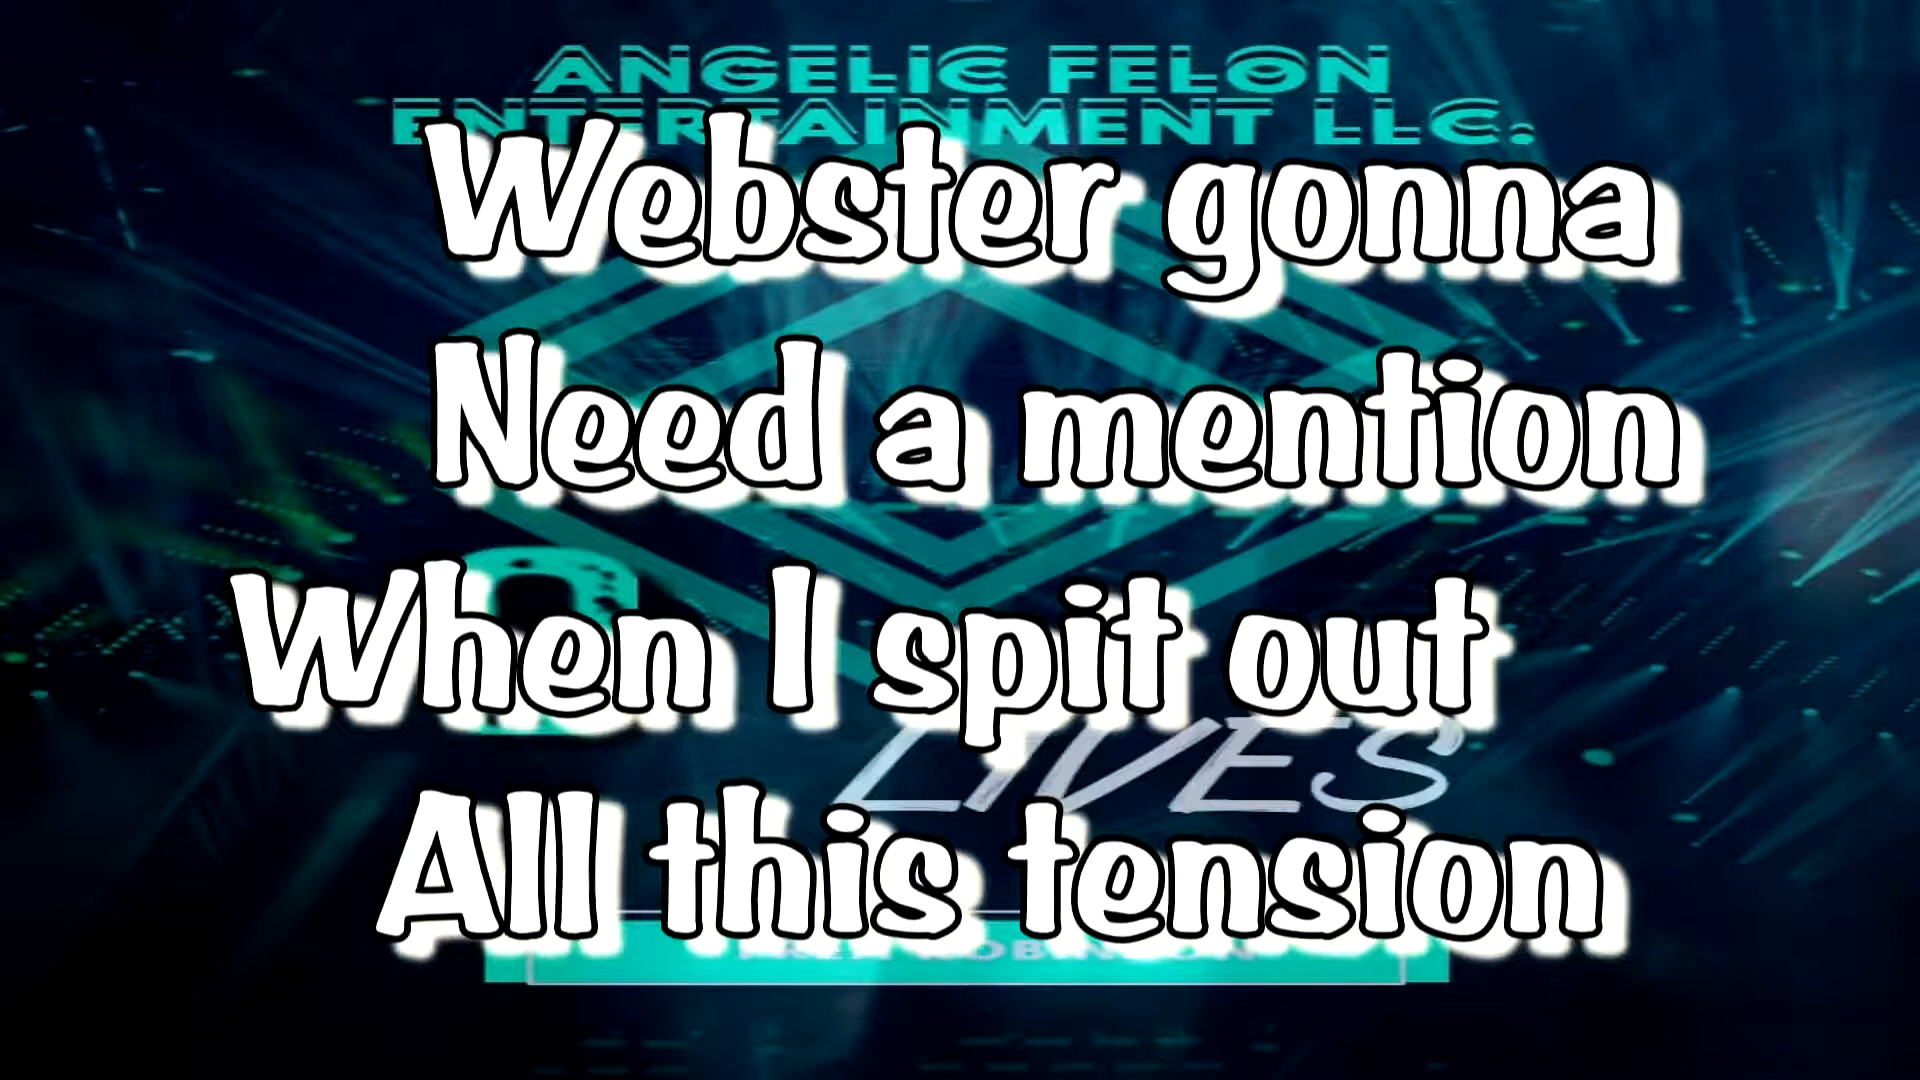 ANGELIC FELON
ENTERTAINMENT LLC.
Webster gonna
Need a mention
When I spit out
All this tension
LIVES